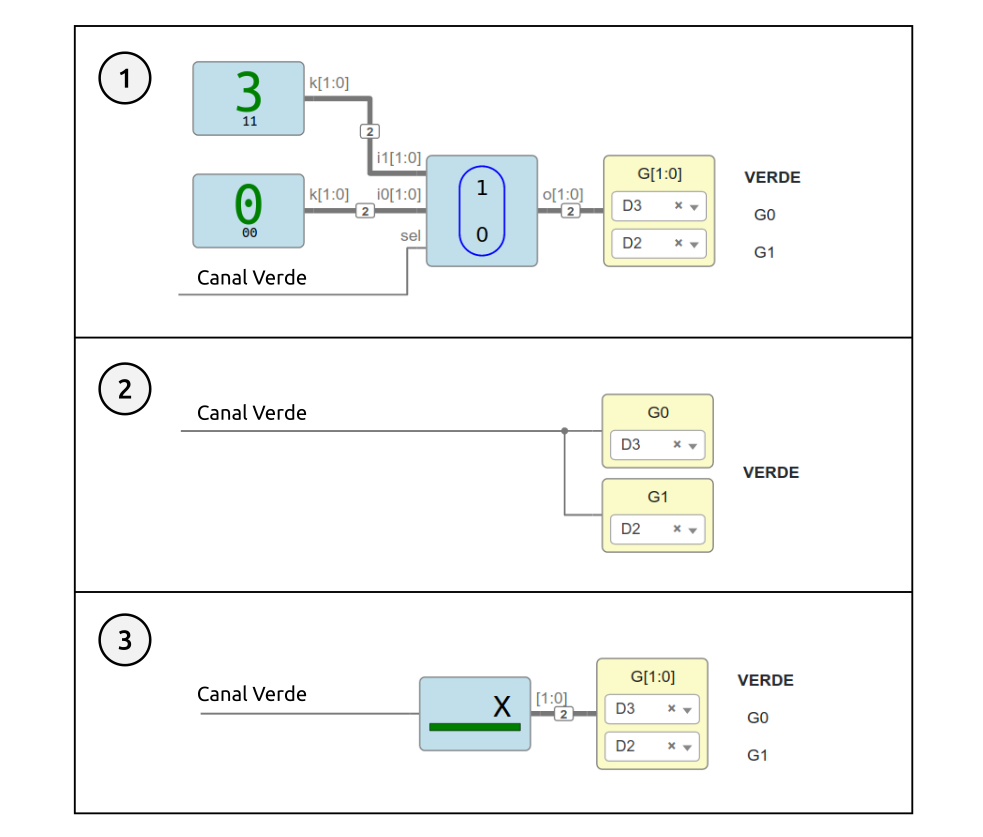 1
3
11
k[1:0]
2
i1[1:0]
0
00
k[1:0]
2
i0[1:0]
sel
1
0
o[1:0]
2
G[1:0]
D3 × ▾
D2 × ▾
VERDE
G0
G1
Canal Verde
2
Canal Verde
G0
D3 × ▾
G1
D2 × ▾
VERDE
3
Canal Verde
X
[1:0]
2
G[1:0]
D3 × ▾
D2 × ▾
VERDE
G0
G1